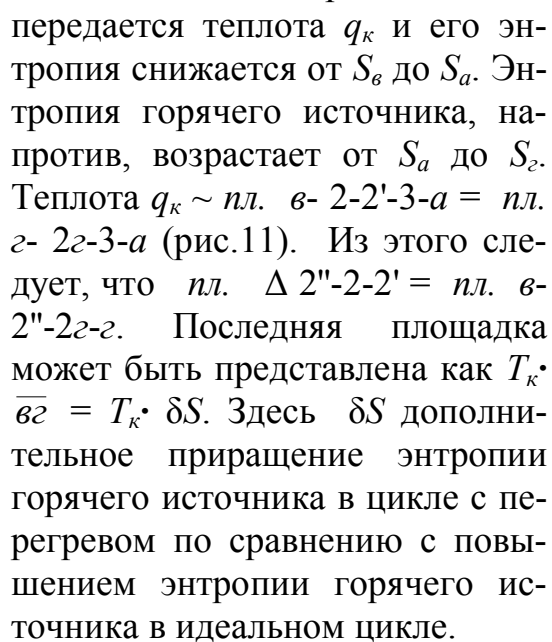 передается теплота qк и его эн-
тропия снижается от Sв до Sа. Эн-
тропия горячего источника, на-
против, возрастает от Sа до Sг.
Теплота qк ~ пл. в- 2-2'-3-а = пл.
г- 2г-3-а (рис.11). Из этого сле-
дует, что пл. Δ 2"-2-2' = пл. в-
2"-2г-г. Последняя площадка
может быть представлена как Tк·
вг = Tк· δS. Здесь δS дополни-
тельное приращение энтропии
горячего источника в цикле с пе-
регревом по сравнению с повы-
шением энтропии горячего ис-
точника в идеальном цикле.